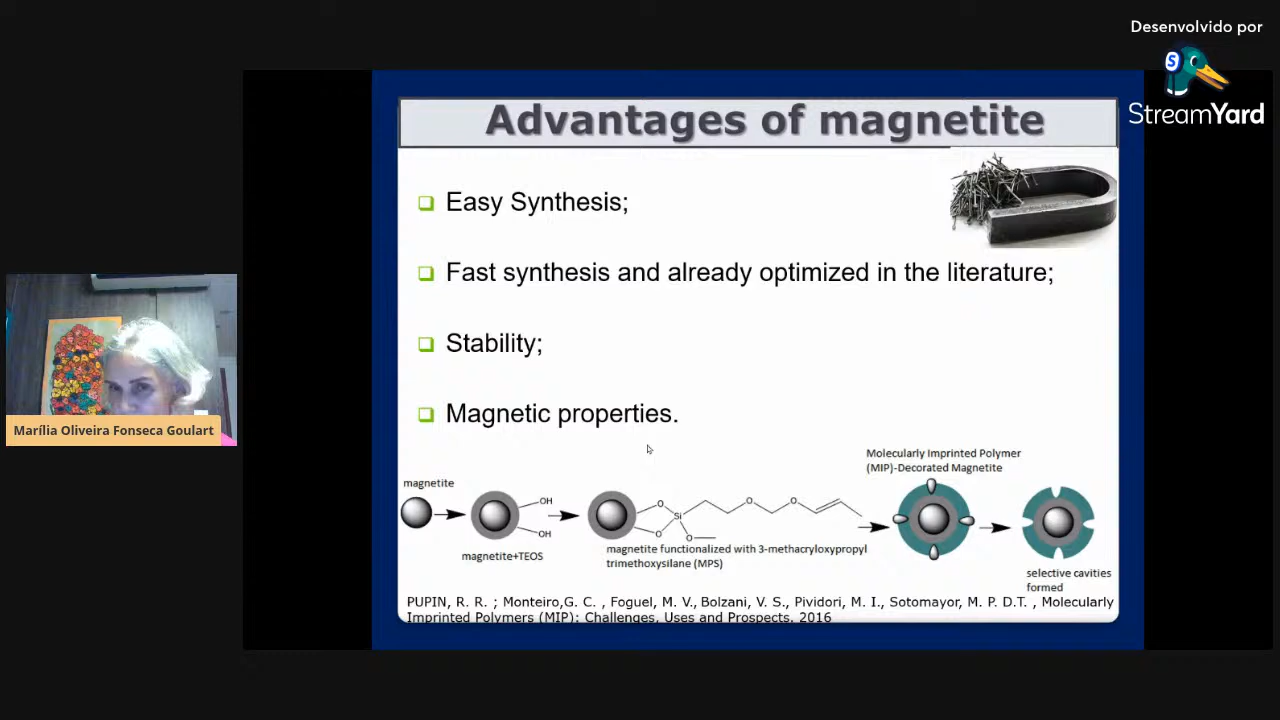 Desenvolvido por
StreamYard
Advantages of magnetite
Easy Synthesis;
Fast synthesis and already optimized in the literature;
Stability;
Magnetic properties.
Marília Oliveira Fonseca Goulart
magnetite
OH
OH
magnetite+TEOS
O
O
Si
O
O
O
magnetite functionalized with 3-methacryloxypropyl
trimethoxysilane (MPS)
Molecularly Imprinted Polymer
(MIP)-Decorated Magnetite
selective cavities
formed
PUPIN, R. R. ; Monteiro,G. C. , Foguel, M. V., Bolzani, V. S., Pividori, M. I., Sotomayor, M. P. D.T. , Molecularly
Imprinted Polymers (MIP): Challenges, Uses and Prospects, 2016